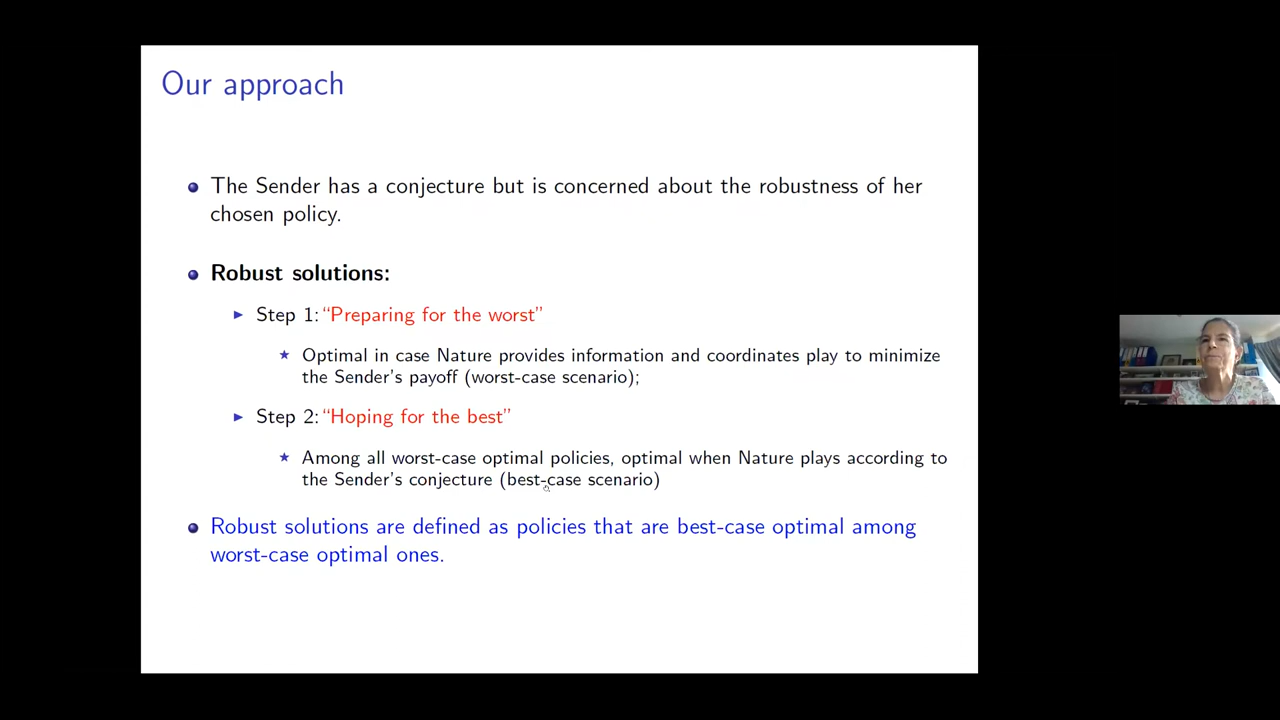 Our approach
The Sender has a conjecture but is concerned about the robustness of her
chosen policy.
Robust solutions:
Step 1: “Preparing for the worst”
Optimal in case Nature provides information and coordinates play to minimize
the Sender’s payoff (worst-case scenario);
Step 2: “Hoping for the best”
Among all worst-case optimal policies, optimal when Nature plays according to
the Sender’s conjecture (best-case scenario)
Robust solutions are defined as policies that are best-case optimal among
worst-case optimal ones.